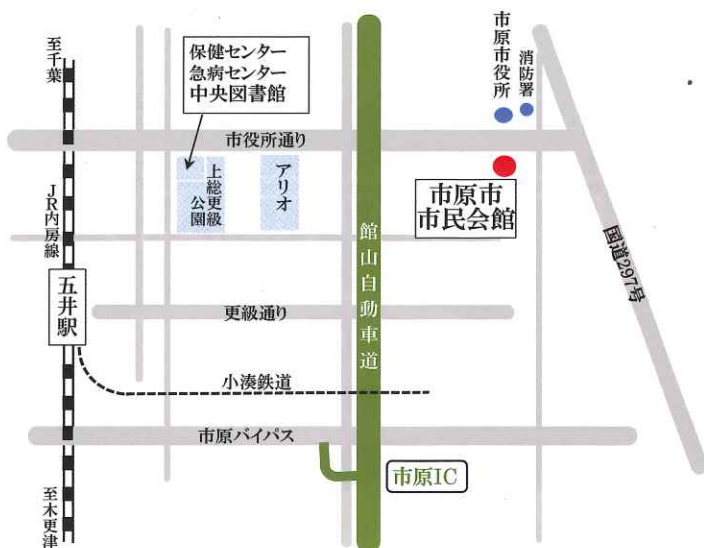 至千葉
保健センター
急病センター
中央図書館
市原市役所
消防署
市役所通り
上総更級
公園
アリオ
市原市
市民会館
JR内房線
館山自動車道
国道297号
五井駅
更級通り
小湊鉄道
市原バイパス
市原IC
至木更津